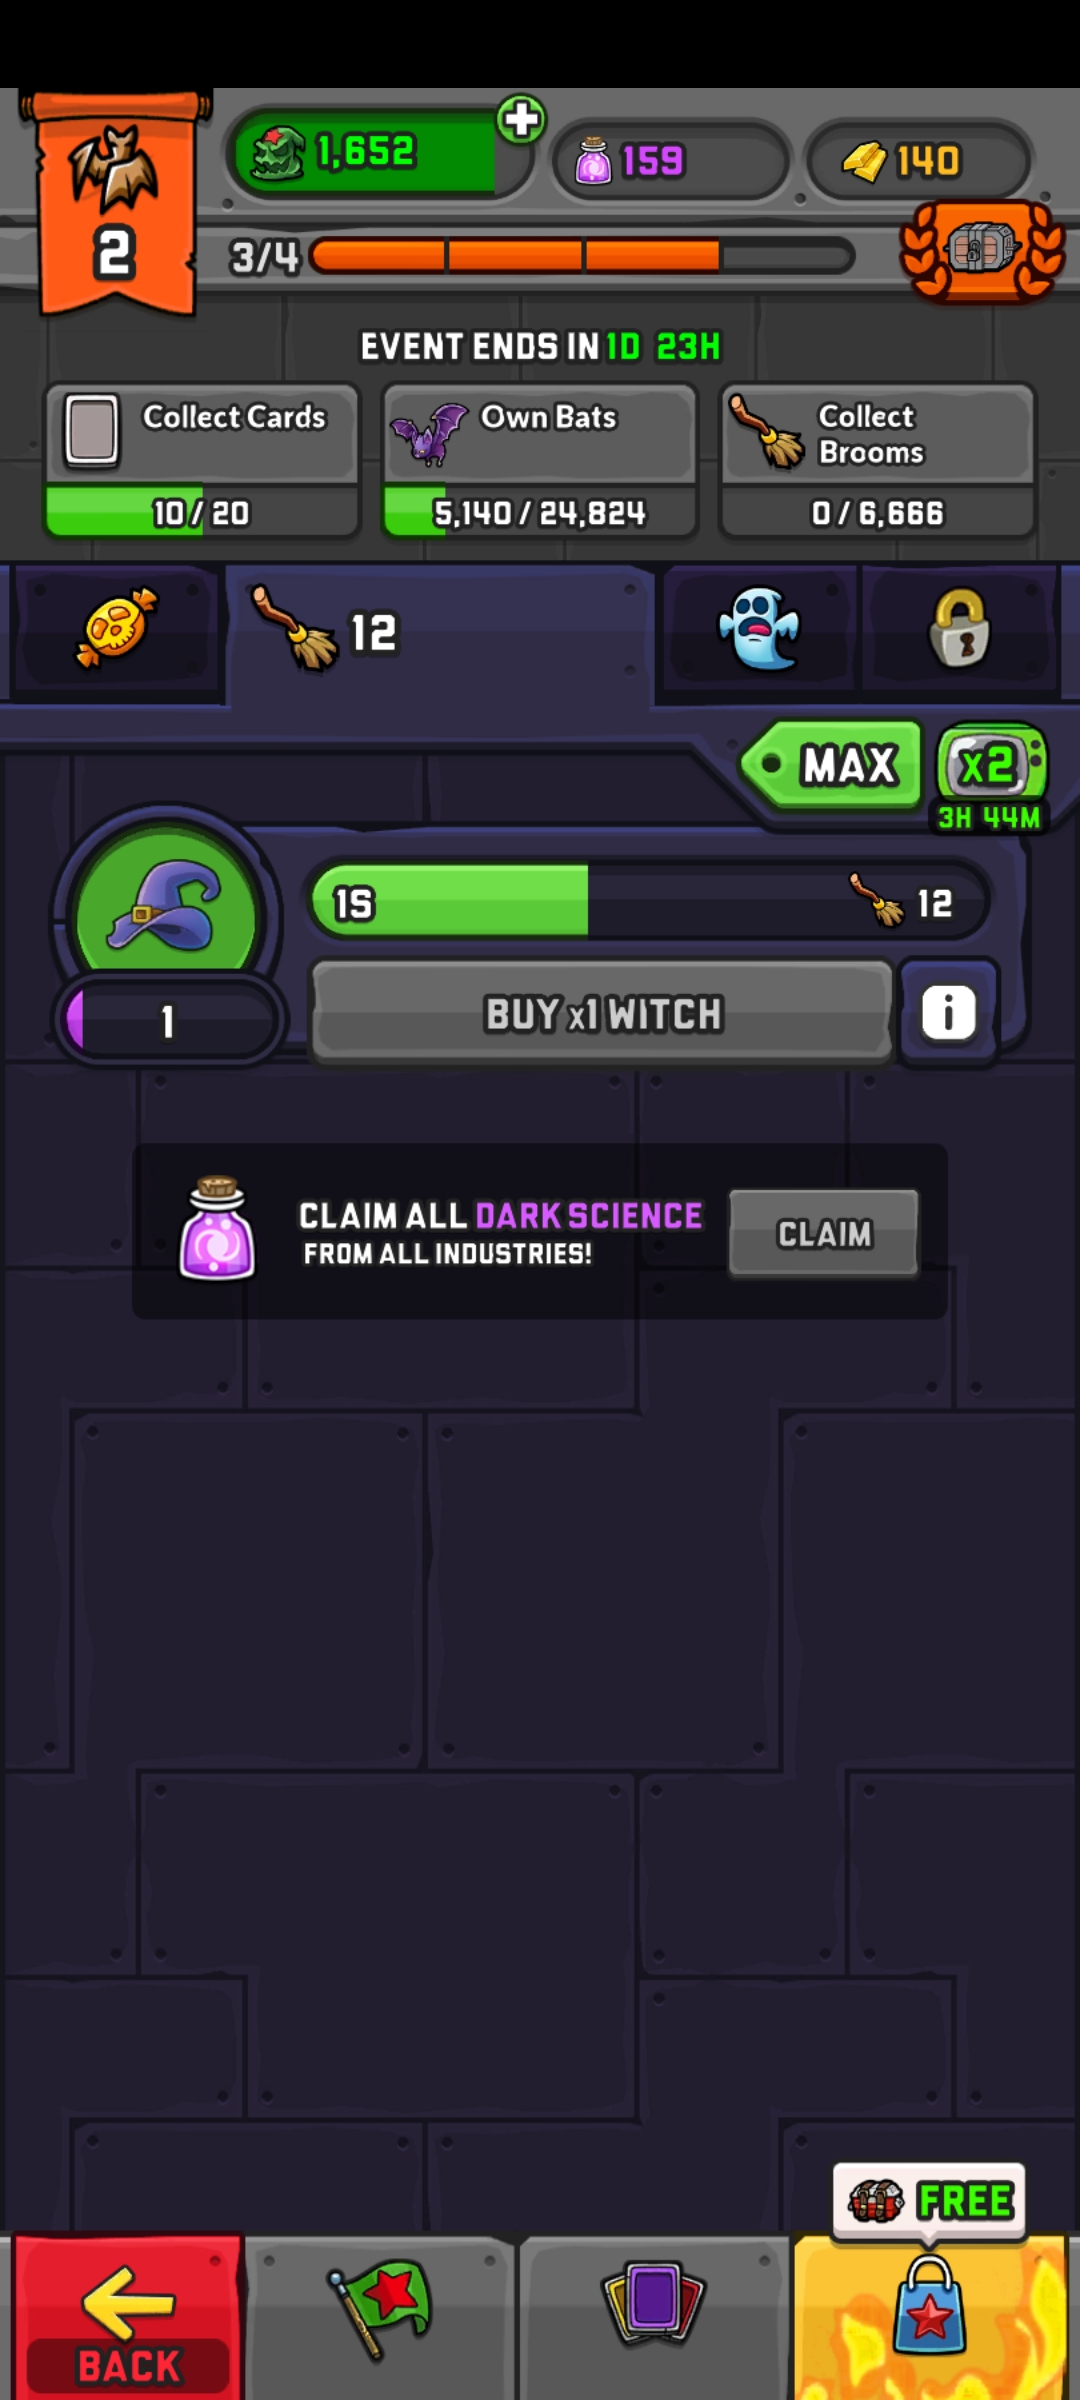 1,652
159
140
2
3/4
EVENT ENDS IN 1D 23H
Collect Cards
Own Bats
Collect
Brooms
10 / 20
5,140 / 24,824
0 / 6,666
12
MAX
x2
3H 44M
1S
12
1
BUY x1 WITCH
i
CLAIM ALL DARK SCIENCE
FROM ALL INDUSTRIES!
CLAIM
FREE
BACK